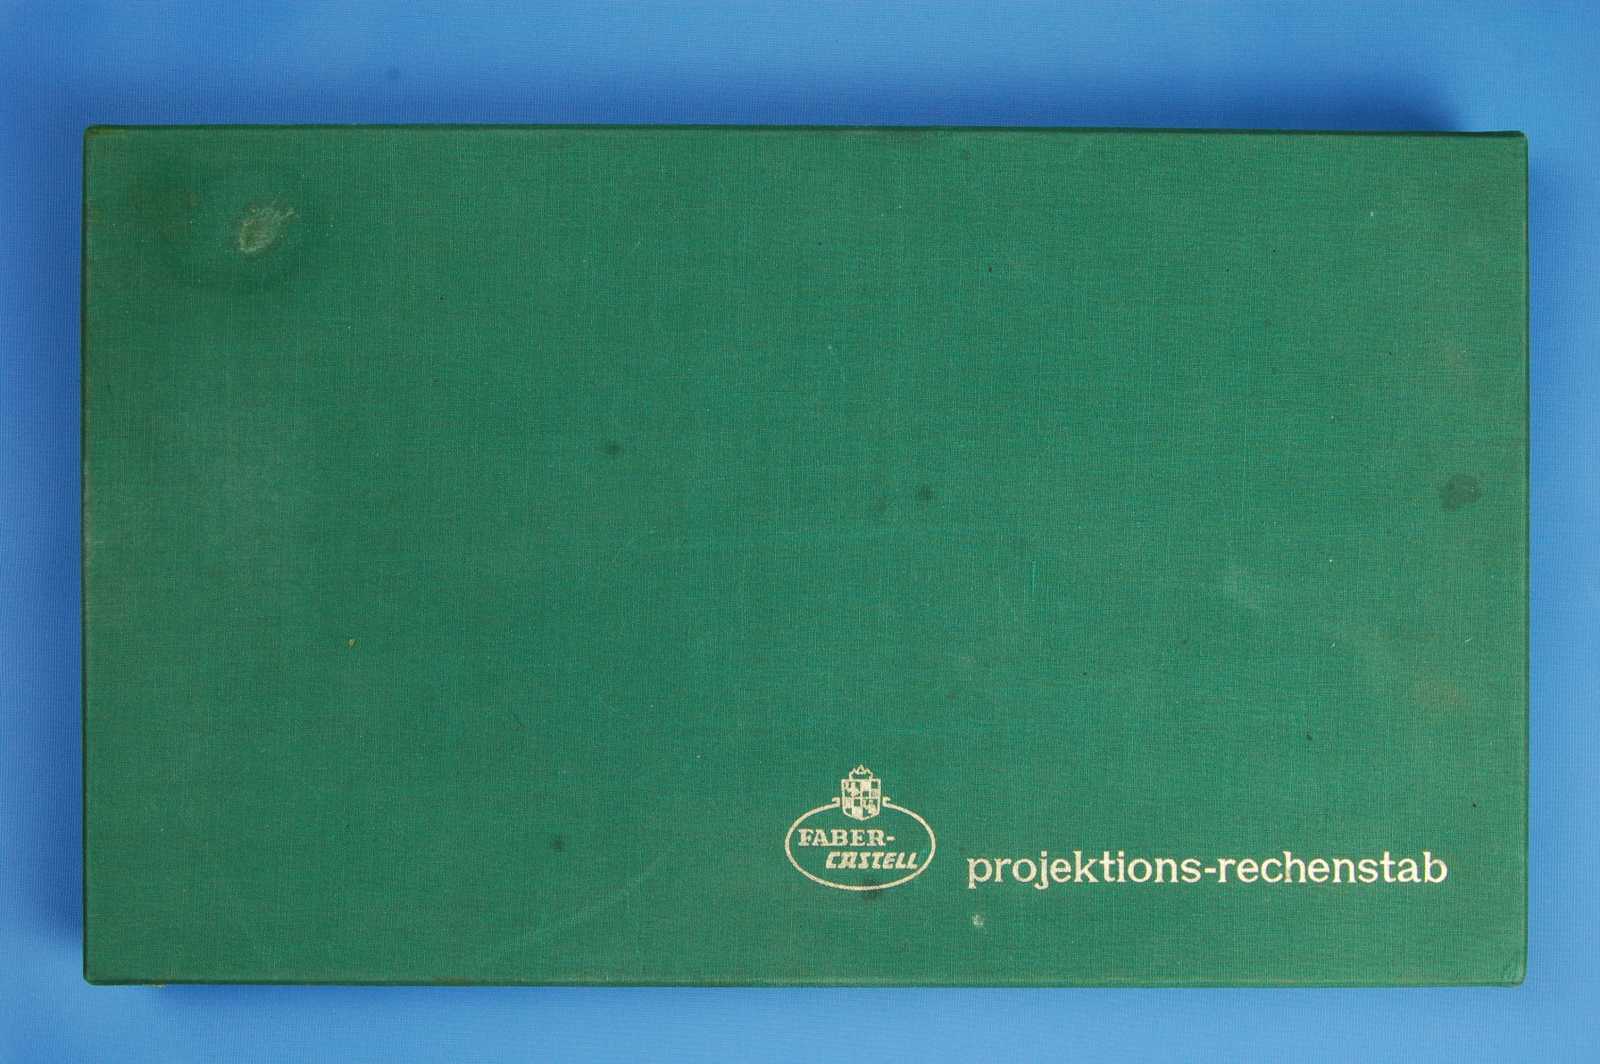 FABER-
CASTELL
projektions-rechenstab